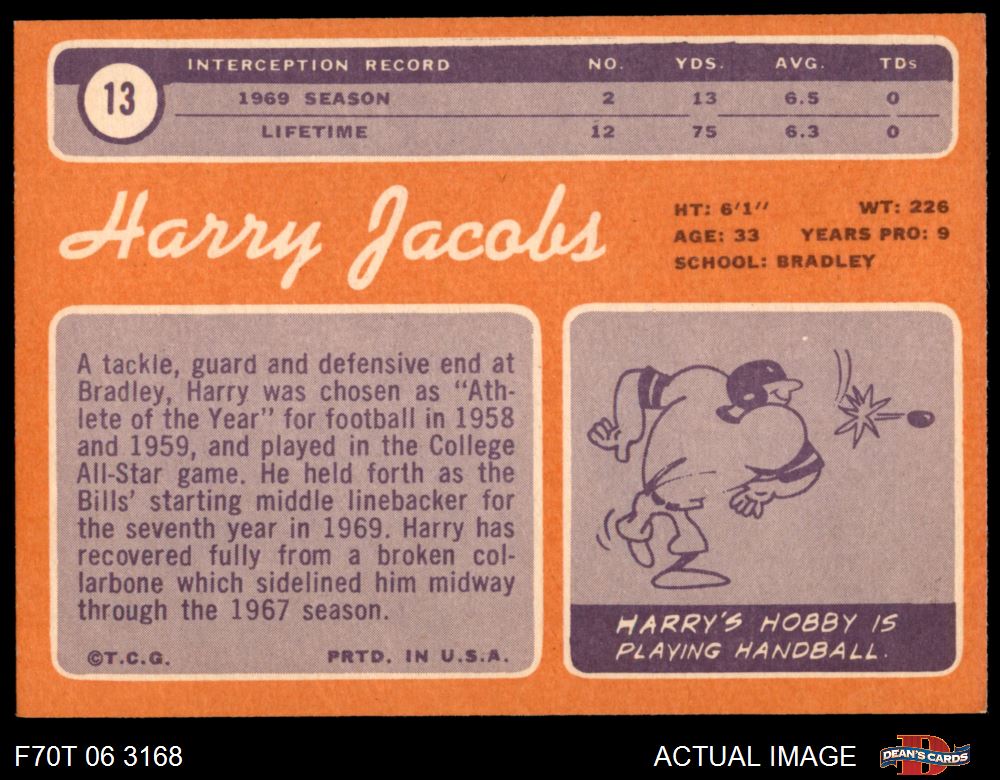 13
INTERCEPTION RECORD NO. YDS. AVG. TDs
1969 SEASON 2 13 6.5 0
LIFETIME 12 75 6.3 0
Harry Jacobs
HT: 6'1'' WT: 226
AGE: 33 YEARS PRO: 9
SCHOOL: BRADLEY
A tackle, guard and defensive end at
Bradley, Harry was chosen as "Ath-
lete of the Year" for football in 1958
and 1959, and played in the College
All-Star game. He held forth as the
Bills' starting middle linebacker for
the seventh year in 1969. Harry has
recovered fully from a broken col-
larbone which sidelined him midway
through the 1967 season.
©T.C.G. PRTD. IN U.S.A.
HARRY'S HOBBY IS
PLAYING HANDBALL.
F70T 06 3168 ACTUAL IMAGE DEAN'S CARDS